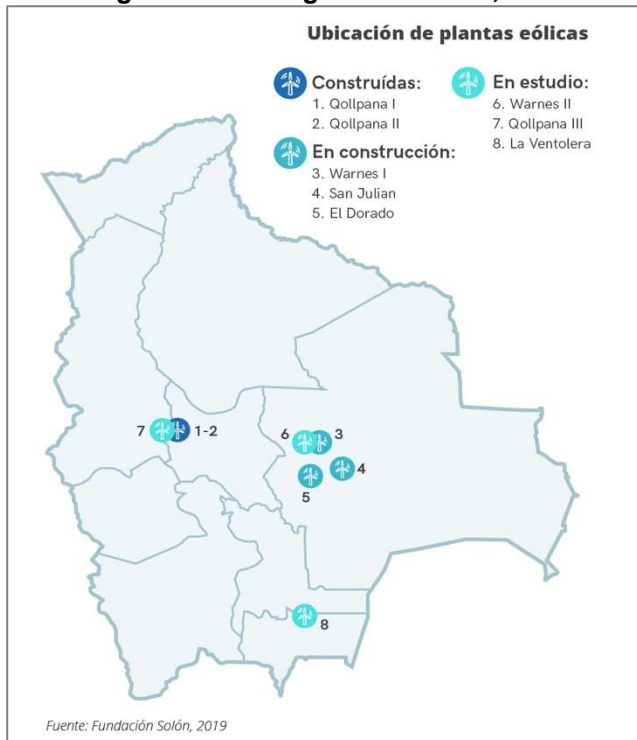 Ubicación de plantas eólicas
Construídas:
1. Qollpana I
2. Qollpana II
En construcción:
3. Warnes I
4. San Julian
5. El Dorado
En estudio:
6. Warnes II
7. Qollpana III
8. La Ventolera
7
1-2
6
3
4
5
8
Fuente: Fundación Solón, 2019